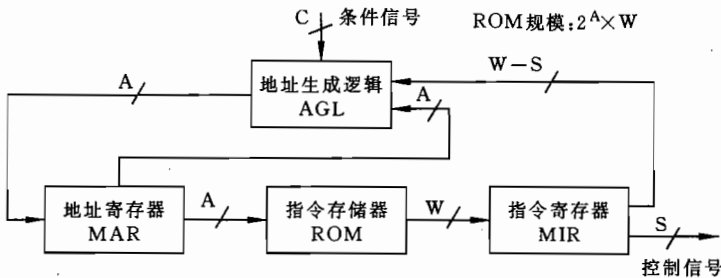 C 条件信号
ROM规模:2^A×W
W-S
A
地址生成逻辑
AGL
A
地址寄存器
MAR
A
指令存储器
ROM
W
指令寄存器
MIR
S
控制信号